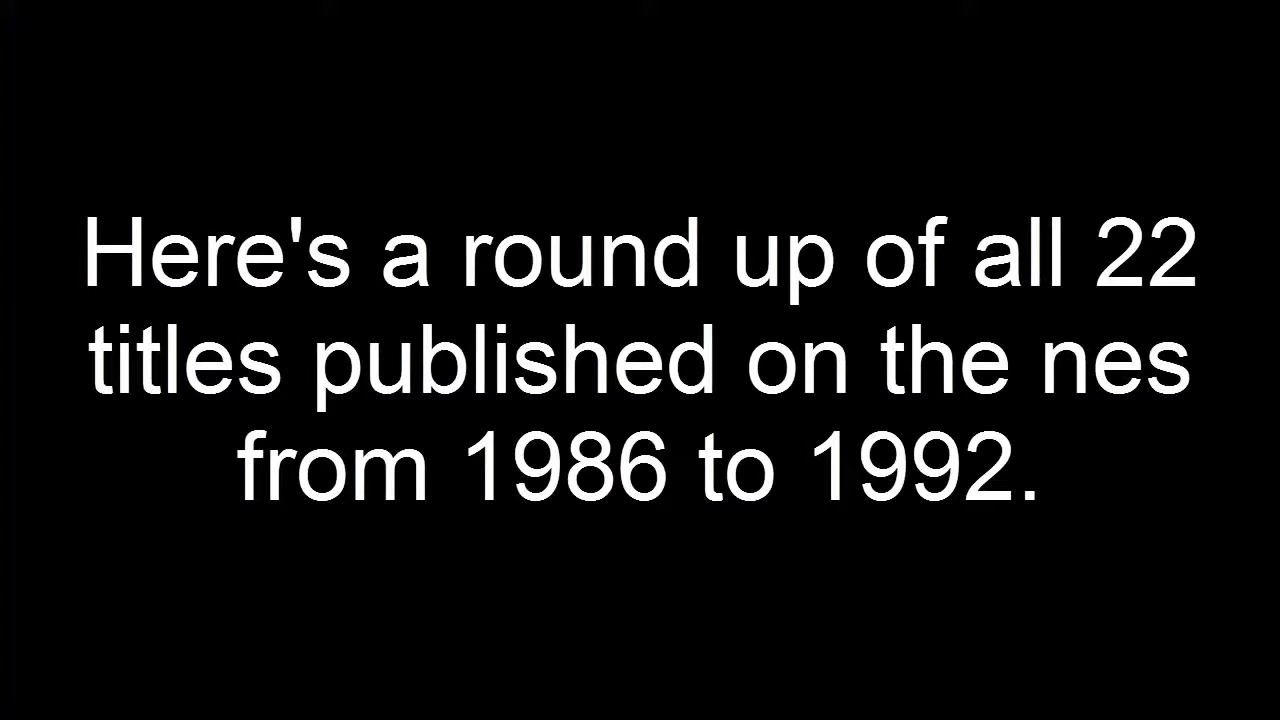 Here's a round up of all 22
titles published on the nes
from 1986 to 1992.